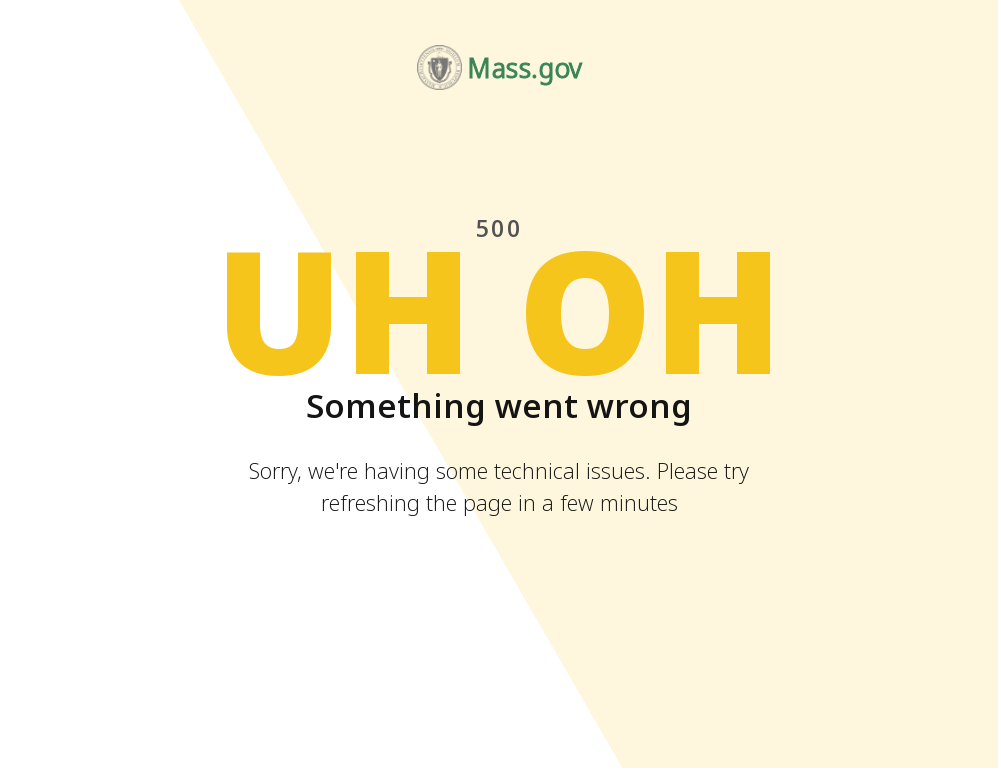 Mass.gov
500
UH OH
Something went wrong
Sorry, we're having some technical issues. Please try
refreshing the page in a few minutes